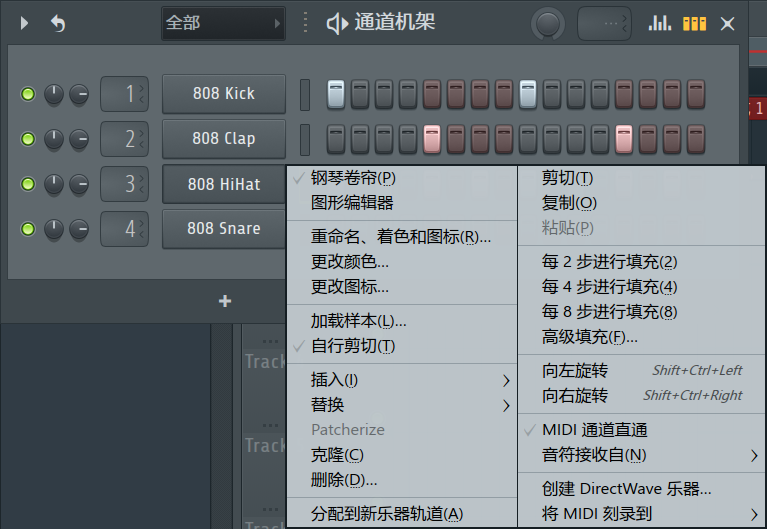 全部
通道机架
1
808 Kick
2
808 Clap
3
808 HiHat
4
808 Snare
1
钢琴卷帘(P)
图形编辑器
重命名、着色和图标(R)...
更改颜色...
更改图标...
加载样本(L)...
自行剪切(T)
插入(I)
替换
Patcherize
克隆(C)
删除(D)...
分配到新乐器轨道(A)
剪切(T)
复制(O)
粘贴(P)
每 2 步进行填充(2)
每 4 步进行填充(4)
每 8 步进行填充(8)
高级填充(F)...
向左旋转 Shift+Ctrl+Left
向右旋转 Shift+Ctrl+Right
MIDI 通道直通
音符接收自(N)
创建 DirectWave 乐器...
将 MIDI 刻录到
Track
Track
Track